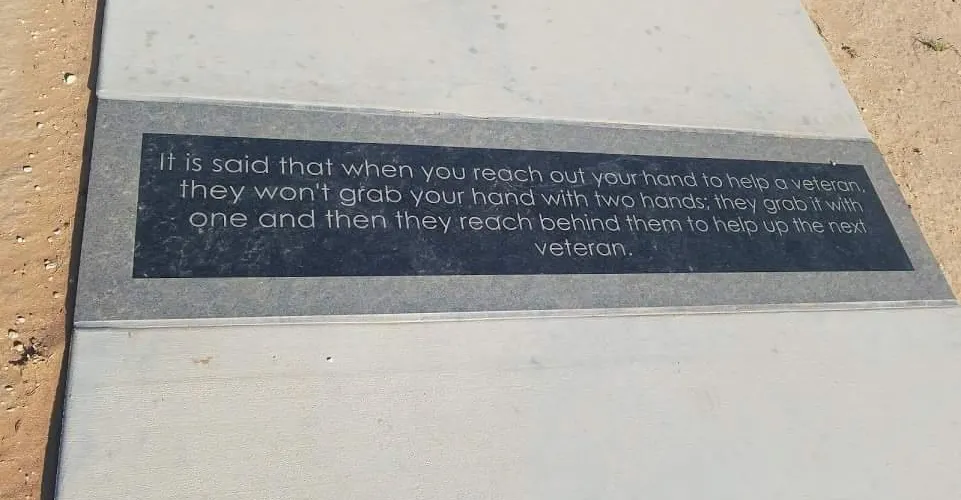 It is said that when you reach out your hand to help a veteran,
they won't grab your hand with two hands; they grab it with
one and then they reach behind them to help up the next
veteran.